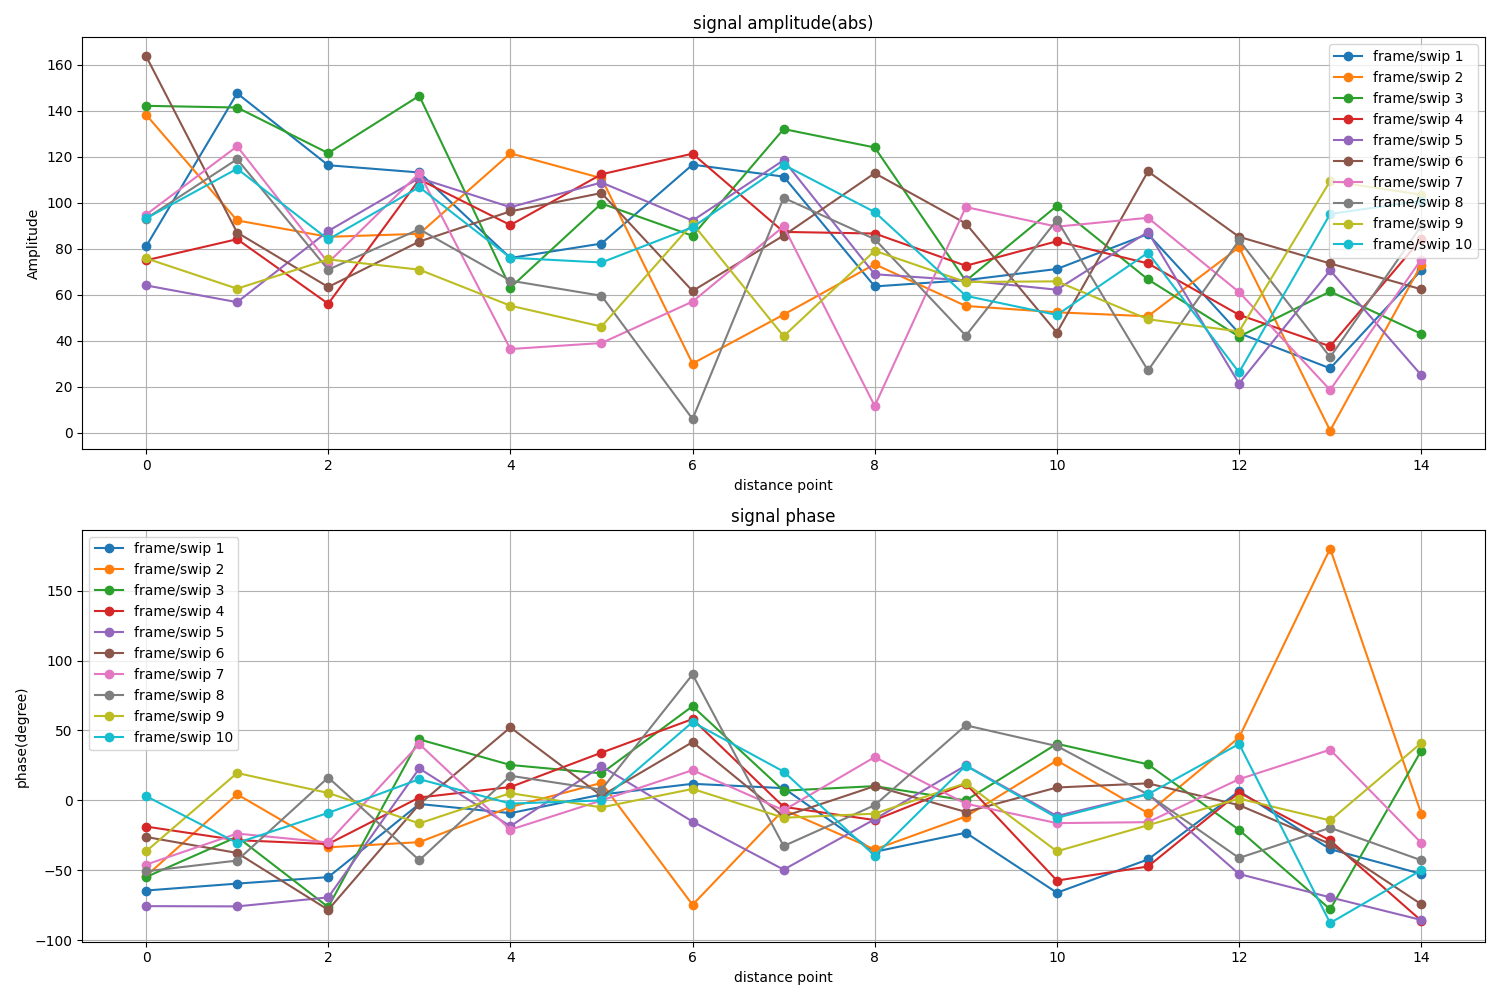 signal amplitude(abs)
Amplitude
160
140
120
100
80
60
40
20
0
frame/swip 1
frame/swip 2
frame/swip 3
frame/swip 4
frame/swip 5
frame/swip 6
frame/swip 7
frame/swip 8
frame/swip 9
frame/swip 10
0 2 4 6 8 10 12 14
distance point
signal phase
phase(degree)
150
100
50
0
−50
−100
frame/swip 1
frame/swip 2
frame/swip 3
frame/swip 4
frame/swip 5
frame/swip 6
frame/swip 7
frame/swip 8
frame/swip 9
frame/swip 10
0 2 4 6 8 10 12 14
distance point